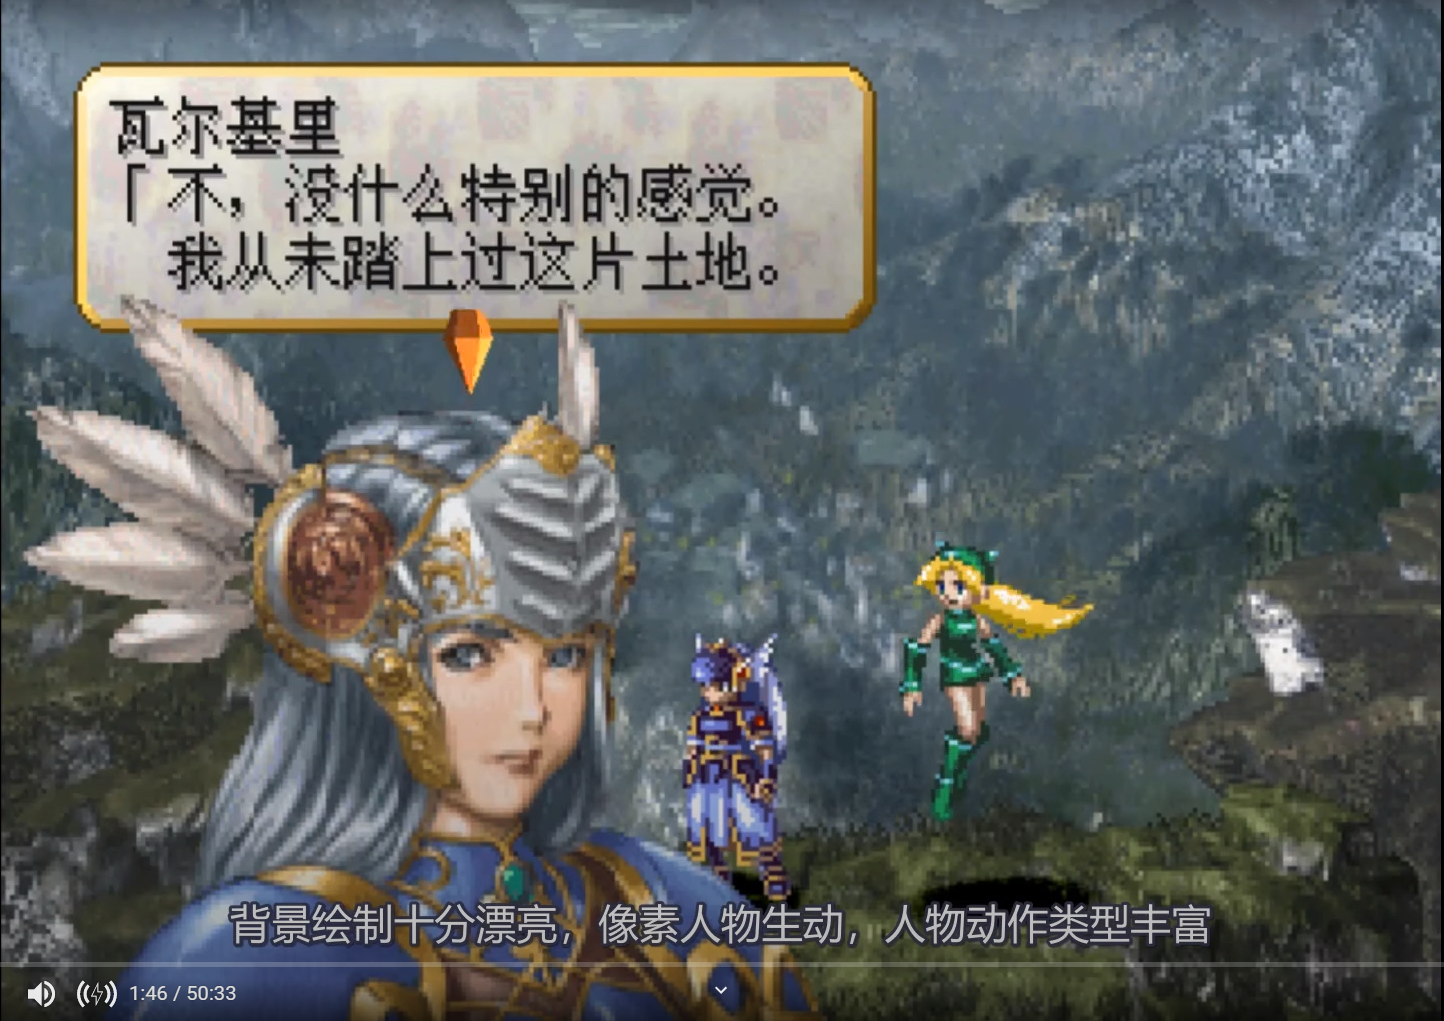 瓦尔基里
「不，没什么特别的感觉。
我从未踏上过这片土地。
背景绘制十分漂亮，像素人物生动，人物动作类型丰富
1:46 / 50:33